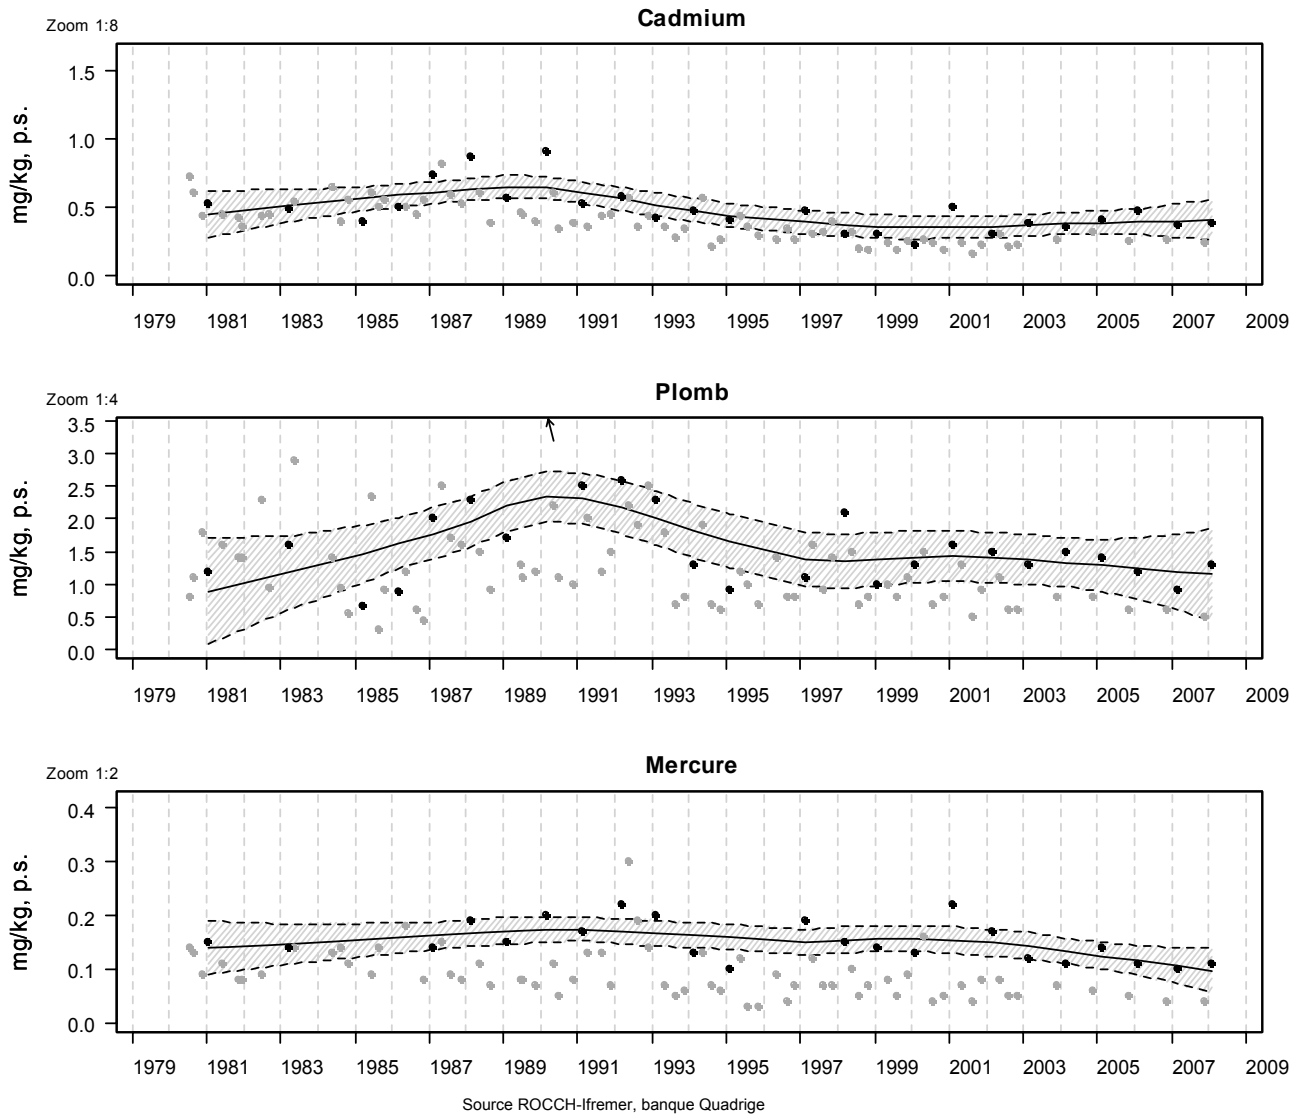 Cadmium
Zoom 1:8
mg/kg, p.s.
1.5
1.0
0.5
0.0
1979 1981 1983 1985 1987 1989 1991 1993 1995 1997 1999 2001 2003 2005 2007 2009
Plomb
Zoom 1:4
mg/kg, p.s.
3.5
3.0
2.5
2.0
1.5
1.0
0.5
0.0
1979 1981 1983 1985 1987 1989 1991 1993 1995 1997 1999 2001 2003 2005 2007 2009
Mercure
Zoom 1:2
mg/kg, p.s.
0.4
0.3
0.2
0.1
0.0
1979 1981 1983 1985 1987 1989 1991 1993 1995 1997 1999 2001 2003 2005 2007 2009
Source ROCCH-Ifremer, banque Quadrige